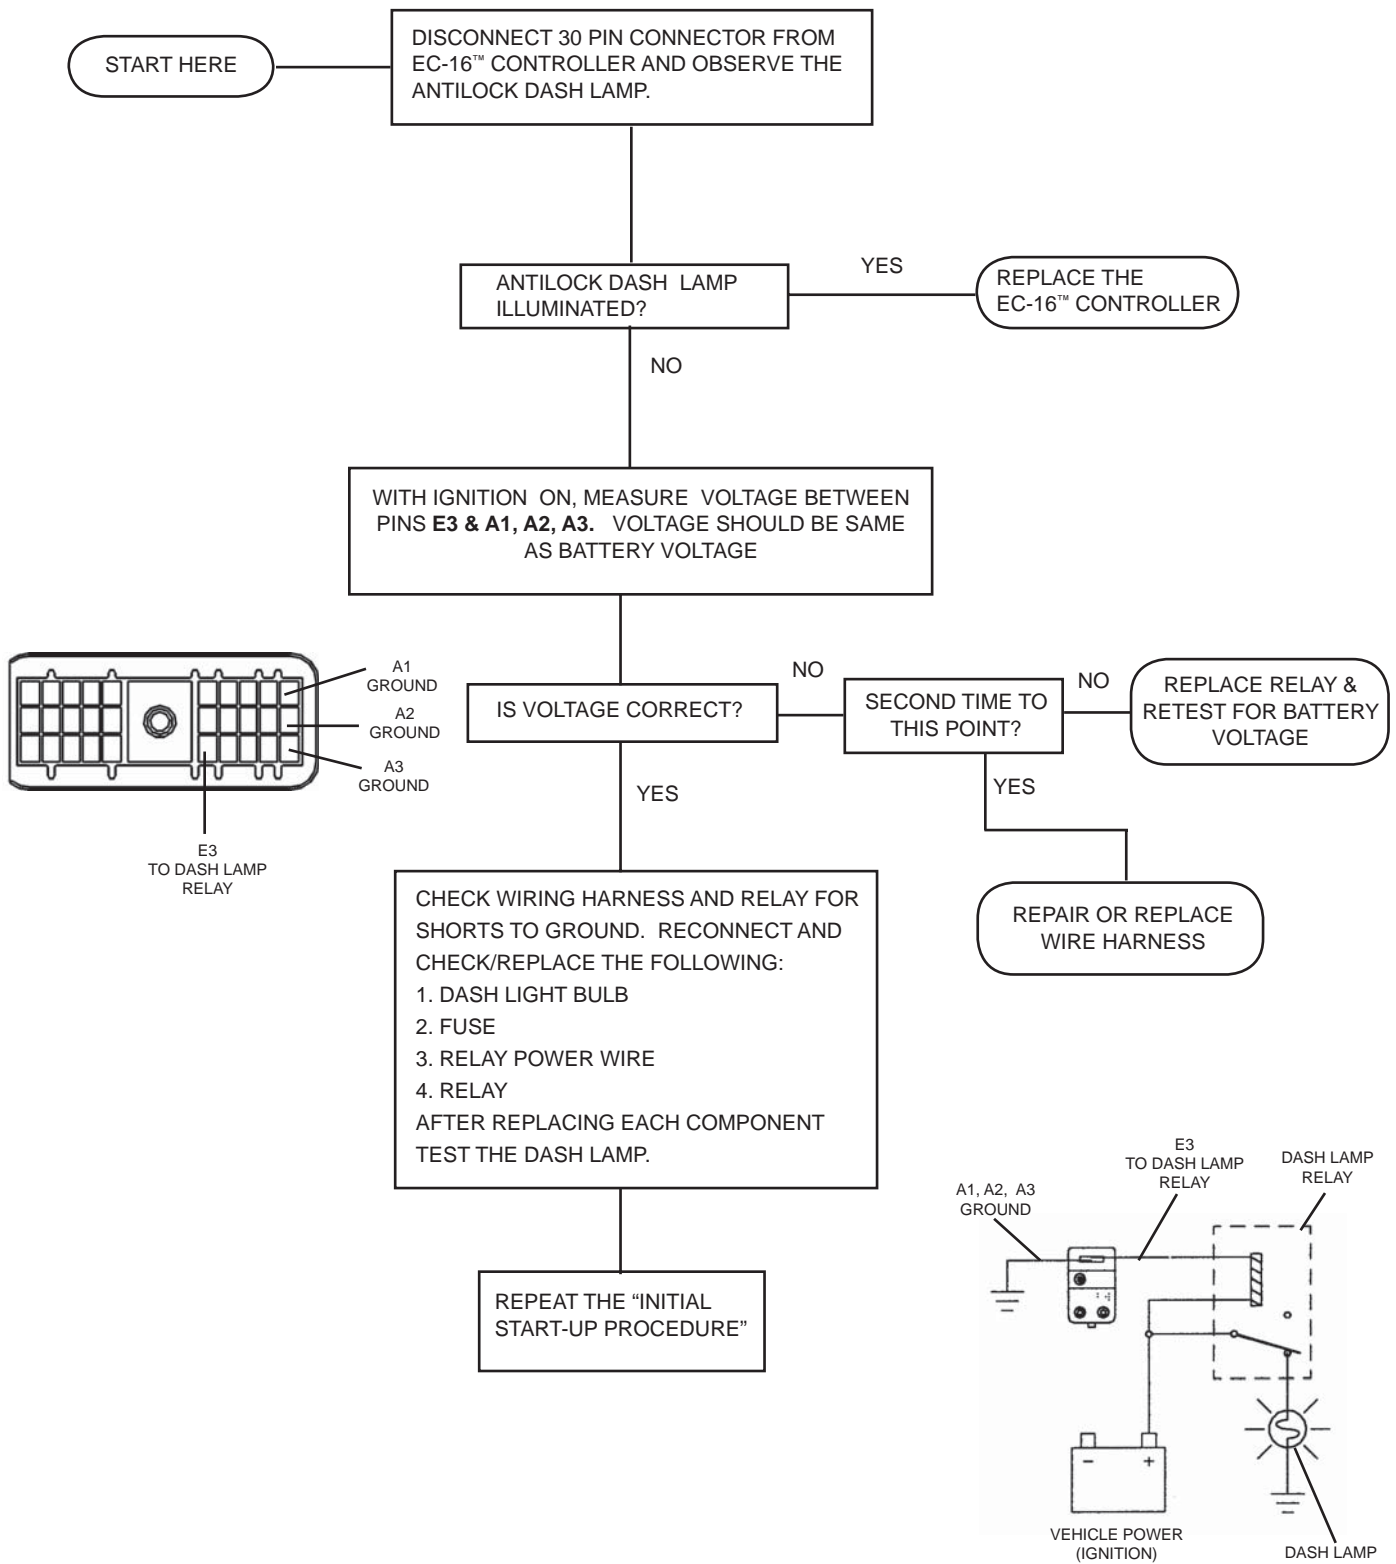 START HERE
DISCONNECT 30 PIN CONNECTOR FROM
EC-16™ CONTROLLER AND OBSERVE THE
ANTILOCK DASH LAMP.
ANTILOCK DASH LAMP
ILLUMINATED?
YES
REPLACE THE
EC-16™ CONTROLLER
NO
WITH IGNITION ON, MEASURE VOLTAGE BETWEEN
PINS E3 & A1, A2, A3. VOLTAGE SHOULD BE SAME
AS BATTERY VOLTAGE
A1
GROUND
A2
GROUND
A3
GROUND
E3
TO DASH LAMP
RELAY
IS VOLTAGE CORRECT?
NO
SECOND TIME TO
THIS POINT?
NO
REPLACE RELAY &
RETEST FOR BATTERY
VOLTAGE
YES
YES
REPAIR OR REPLACE
WIRE HARNESS
CHECK WIRING HARNESS AND RELAY FOR
SHORTS TO GROUND. RECONNECT AND
CHECK/REPLACE THE FOLLOWING:
1. DASH LIGHT BULB
2. FUSE
3. RELAY POWER WIRE
4. RELAY
AFTER REPLACING EACH COMPONENT
TEST THE DASH LAMP.
REPEAT THE “INITIAL
START-UP PROCEDURE”
A1, A2, A3
GROUND
E3
TO DASH LAMP
RELAY
DASH LAMP
RELAY
- +
VEHICLE POWER
(IGNITION)
DASH LAMP